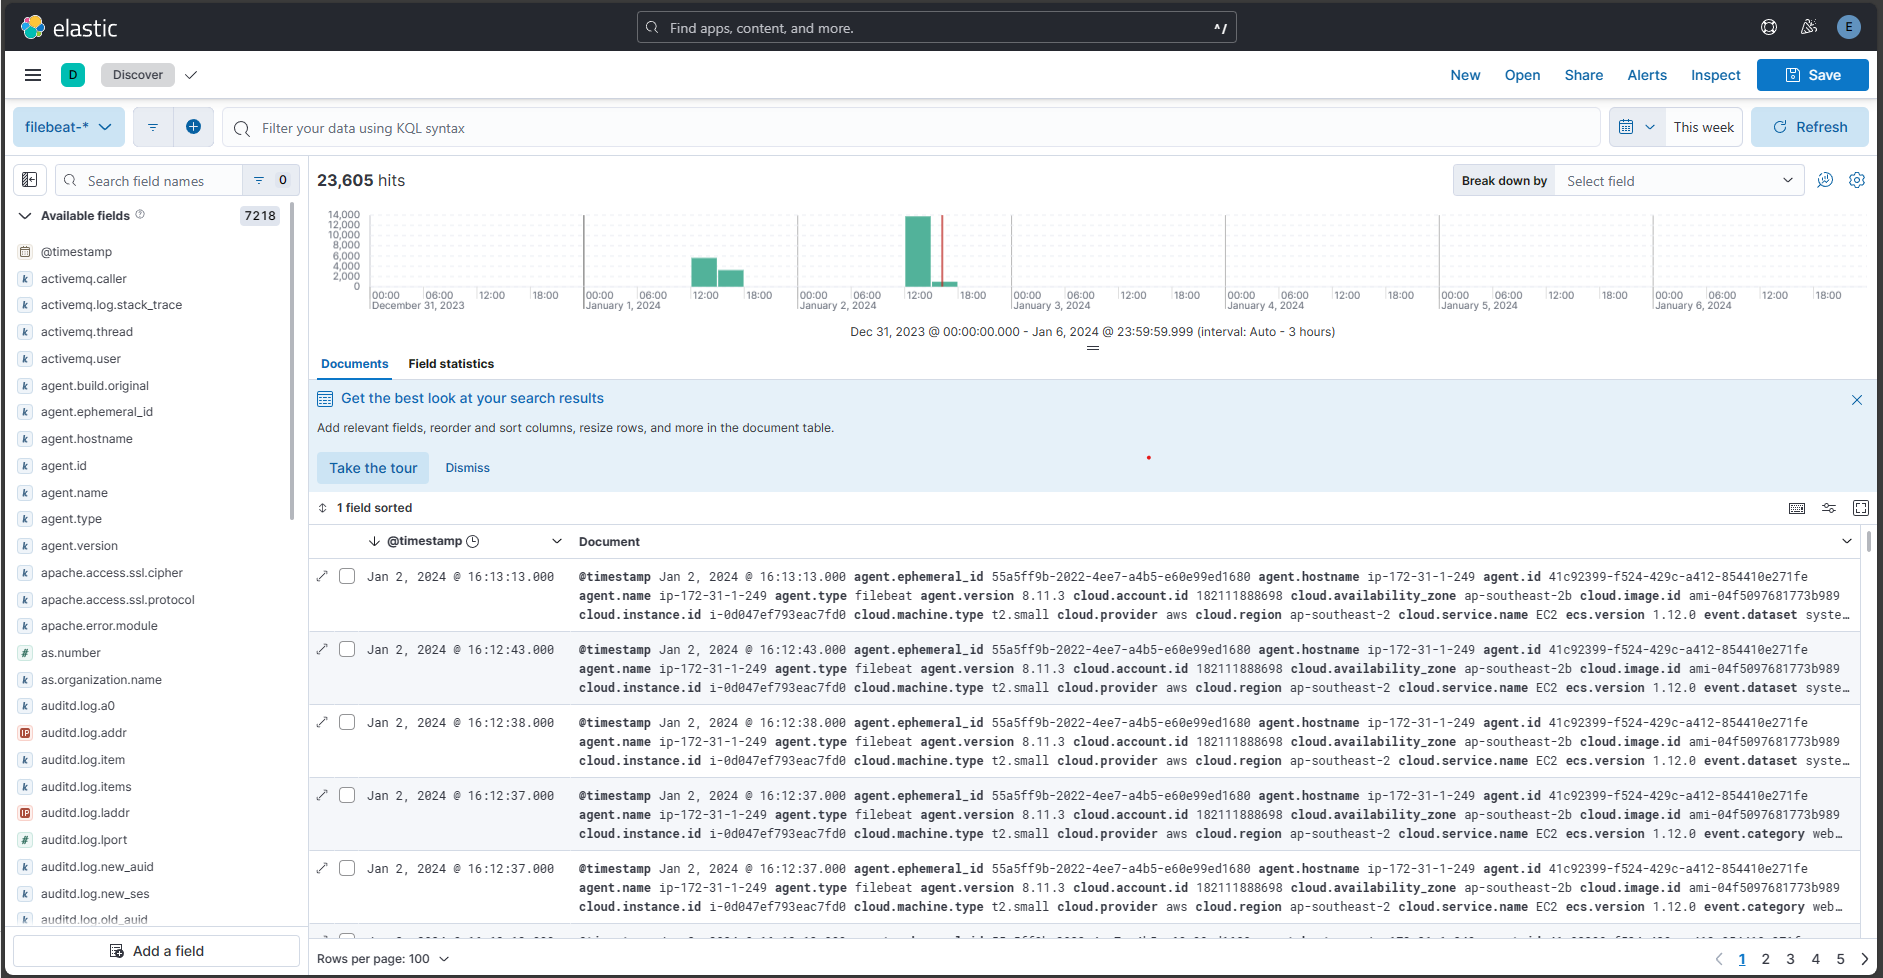 elastic
Find apps, content, and more.
^/
E
D
Discover
New
Open
Share
Alerts
Inspect
Save
filebeat-*
Filter your data using KQL syntax
This week
Refresh
Search field names
0
Available fields
7218
@timestamp
k activemq.caller
k activemq.log.stack_trace
k activemq.thread
k activemq.user
k agent.build.original
k agent.ephemeral_id
k agent.hostname
k agent.id
k agent.name
k agent.type
k agent.version
k apache.access.ssl.cipher
k apache.access.ssl.protocol
k apache.error.module
# as.number
k as.organization.name
k auditd.log.a0
IP auditd.log.addr
k auditd.log.item
k auditd.log.items
IP auditd.log.laddr
# auditd.log.lport
k auditd.log.new_auid
k auditd.log.new_ses
k auditd.log.old_auid
Add a field
23,605 hits
Break down by
Select field
14,000
12,000
10,000
8,000
6,000
4,000
2,000
0
00:00 06:00 12:00 18:00 00:00 06:00 12:00 18:00 00:00 06:00 12:00 18:00 00:00 06:00 12:00 18:00 00:00 06:00 12:00 18:00 00:00 06:00 12:00 18:00 00:00 06:00 12:00 18:00
December 31, 2023 January 1, 2024 January 2, 2024 January 3, 2024 January 4, 2024 January 5, 2024 January 6, 2024
Dec 31, 2023 @ 00:00:00.000 - Jan 6, 2024 @ 23:59:59.999 (interval: Auto - 3 hours)
Documents
Field statistics
Get the best look at your search results
Add relevant fields, reorder and sort columns, resize rows, and more in the document table.
Take the tour
Dismiss
1 field sorted
@timestamp
Document
Jan 2, 2024 @ 16:13:13.000
@timestamp Jan 2, 2024 @ 16:13:13.000 agent.ephemeral_id 55a5ff9b-2022-4ee7-a4b5-e60e99ed1680 agent.hostname ip-172-31-1-249 agent.id 41c92399-f524-429c-a412-854410e271fe
agent.name ip-172-31-1-249 agent.type filebeat agent.version 8.11.3 cloud.account.id 182111888698 cloud.availability_zone ap-southeast-2b cloud.image.id ami-04f5097681773b989
cloud.instance.id i-0d047ef793eac7fd0 cloud.machine.type t2.small cloud.provider aws cloud.region ap-southeast-2 cloud.service.name EC2 ecs.version 1.12.0 event.dataset syste…
Jan 2, 2024 @ 16:12:43.000
@timestamp Jan 2, 2024 @ 16:12:43.000 agent.ephemeral_id 55a5ff9b-2022-4ee7-a4b5-e60e99ed1680 agent.hostname ip-172-31-1-249 agent.id 41c92399-f524-429c-a412-854410e271fe
agent.name ip-172-31-1-249 agent.type filebeat agent.version 8.11.3 cloud.account.id 182111888698 cloud.availability_zone ap-southeast-2b cloud.image.id ami-04f5097681773b989
cloud.instance.id i-0d047ef793eac7fd0 cloud.machine.type t2.small cloud.provider aws cloud.region ap-southeast-2 cloud.service.name EC2 ecs.version 1.12.0 event.dataset syste…
Jan 2, 2024 @ 16:12:38.000
@timestamp Jan 2, 2024 @ 16:12:38.000 agent.ephemeral_id 55a5ff9b-2022-4ee7-a4b5-e60e99ed1680 agent.hostname ip-172-31-1-249 agent.id 41c92399-f524-429c-a412-854410e271fe
agent.name ip-172-31-1-249 agent.type filebeat agent.version 8.11.3 cloud.account.id 182111888698 cloud.availability_zone ap-southeast-2b cloud.image.id ami-04f5097681773b989
cloud.instance.id i-0d047ef793eac7fd0 cloud.machine.type t2.small cloud.provider aws cloud.region ap-southeast-2 cloud.service.name EC2 ecs.version 1.12.0 event.dataset syste…
Jan 2, 2024 @ 16:12:37.000
@timestamp Jan 2, 2024 @ 16:12:37.000 agent.ephemeral_id 55a5ff9b-2022-4ee7-a4b5-e60e99ed1680 agent.hostname ip-172-31-1-249 agent.id 41c92399-f524-429c-a412-854410e271fe
agent.name ip-172-31-1-249 agent.type filebeat agent.version 8.11.3 cloud.account.id 182111888698 cloud.availability_zone ap-southeast-2b cloud.image.id ami-04f5097681773b989
cloud.instance.id i-0d047ef793eac7fd0 cloud.machine.type t2.small cloud.provider aws cloud.region ap-southeast-2 cloud.service.name EC2 ecs.version 1.12.0 event.category web…
Jan 2, 2024 @ 16:12:37.000
@timestamp Jan 2, 2024 @ 16:12:37.000 agent.ephemeral_id 55a5ff9b-2022-4ee7-a4b5-e60e99ed1680 agent.hostname ip-172-31-1-249 agent.id 41c92399-f524-429c-a412-854410e271fe
agent.name ip-172-31-1-249 agent.type filebeat agent.version 8.11.3 cloud.account.id 182111888698 cloud.availability_zone ap-southeast-2b cloud.image.id ami-04f5097681773b989
cloud.instance.id i-0d047ef793eac7fd0 cloud.machine.type t2.small cloud.provider aws cloud.region ap-southeast-2 cloud.service.name EC2 ecs.version 1.12.0 event.category web…
Rows per page: 100
1 2 3 4 5